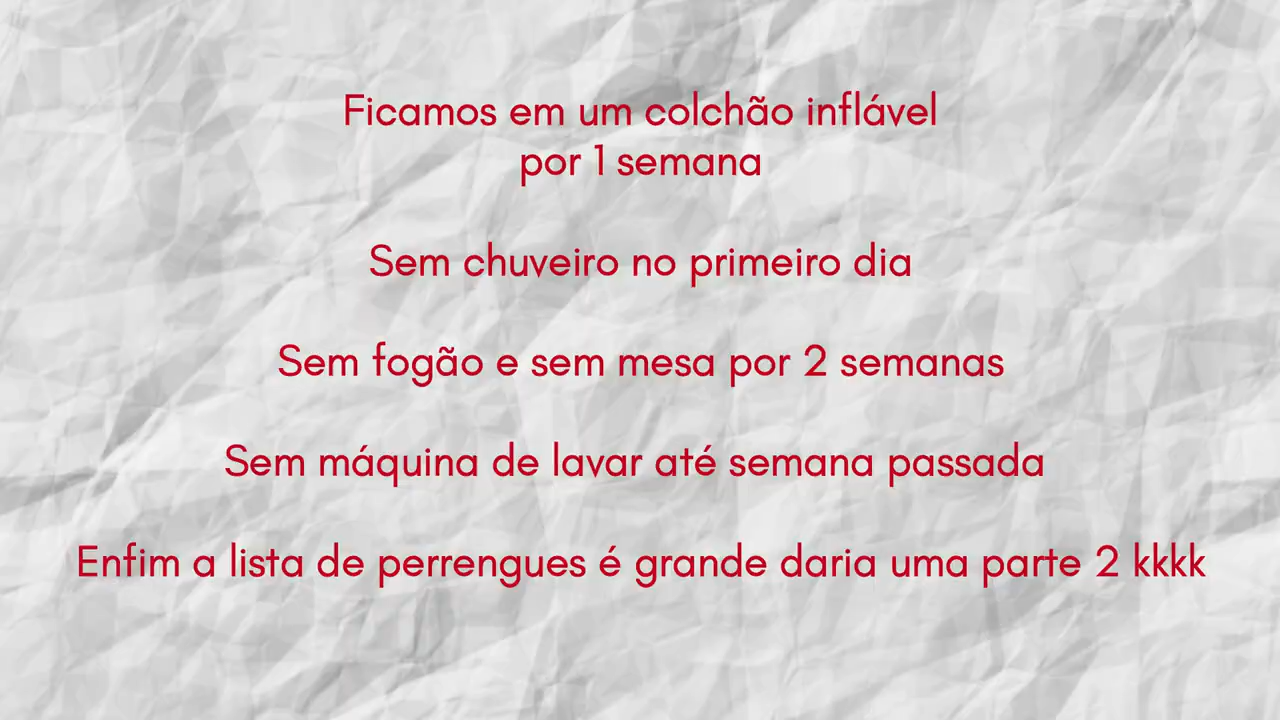 Ficamos em um colchão inflável
por 1 semana
Sem chuveiro no primeiro dia
Sem fogão e sem mesa por 2 semanas
Sem máquina de lavar até semana passada
Enfim a lista de perrengues é grande daria uma parte 2 kkkk